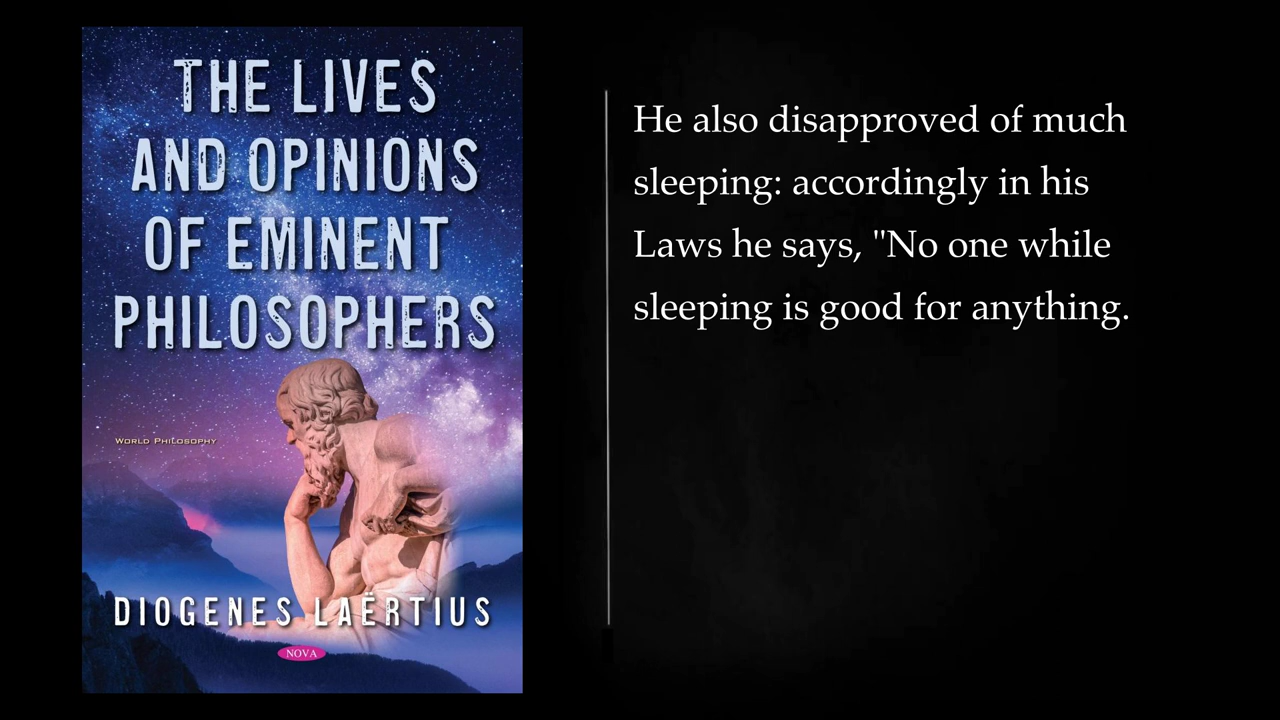 THE LIVES
AND OPINIONS
OF EMINENT
PHILOSOPHERS
WORLD PHILOSOPHY
DIOGENES LAËRTIUS
NOVA
He also disapproved of much
sleeping: accordingly in his
Laws he says, "No one while
sleeping is good for anything.